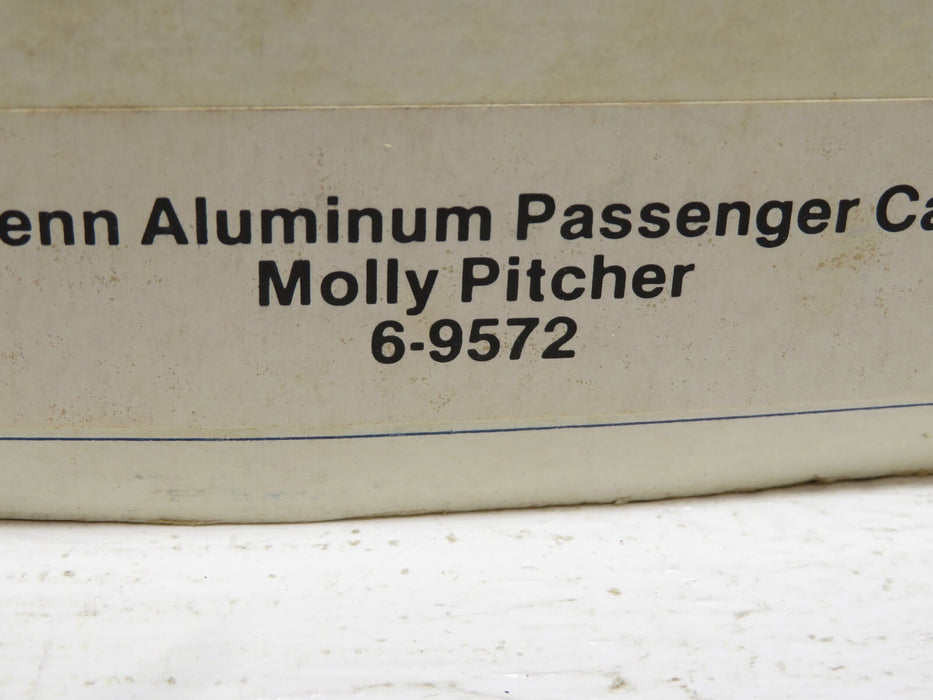 enn Aluminum Passenger Ca
Molly Pitcher
6-9572